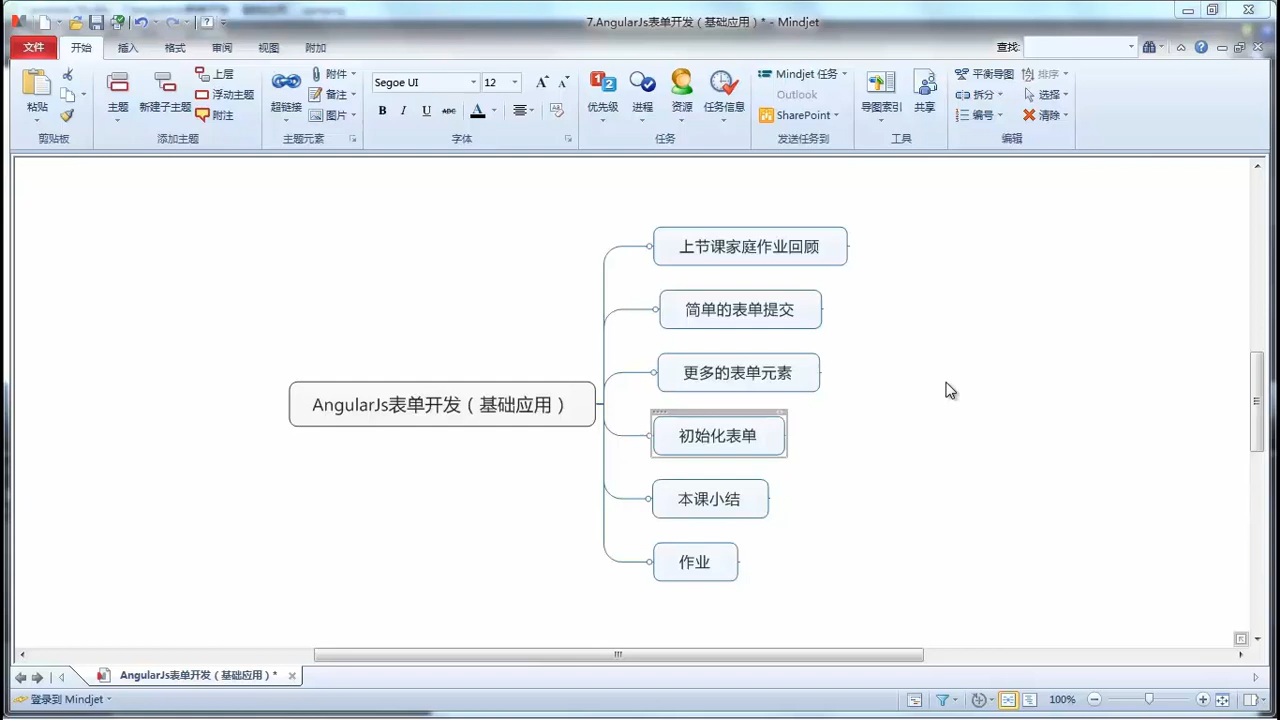 7.AngularJs表单开发（基础应用）* - Mindjet
文件 开始 插入 格式 审阅 视图 附加 查找:
粘贴 主题 新建子主题 上层 浮动主题 附注 超链接 附件 备注 图片 Segoe UI 12 优先级 进程 资源 任务信息 Mindjet 任务 Outlook SharePoint 导图索引 共享 平衡导图 排序 拆分 选择 编号 清除
B I U ABC A
剪贴板 添加主题 主题元素 字体 任务 发送任务到 工具 编辑
上节课家庭作业回顾
简单的表单提交
更多的表单元素
AngularJs表单开发（基础应用）
初始化表单
本课小结
作业
AngularJs表单开发（基础应用）*
登录到 Mindjet 100%